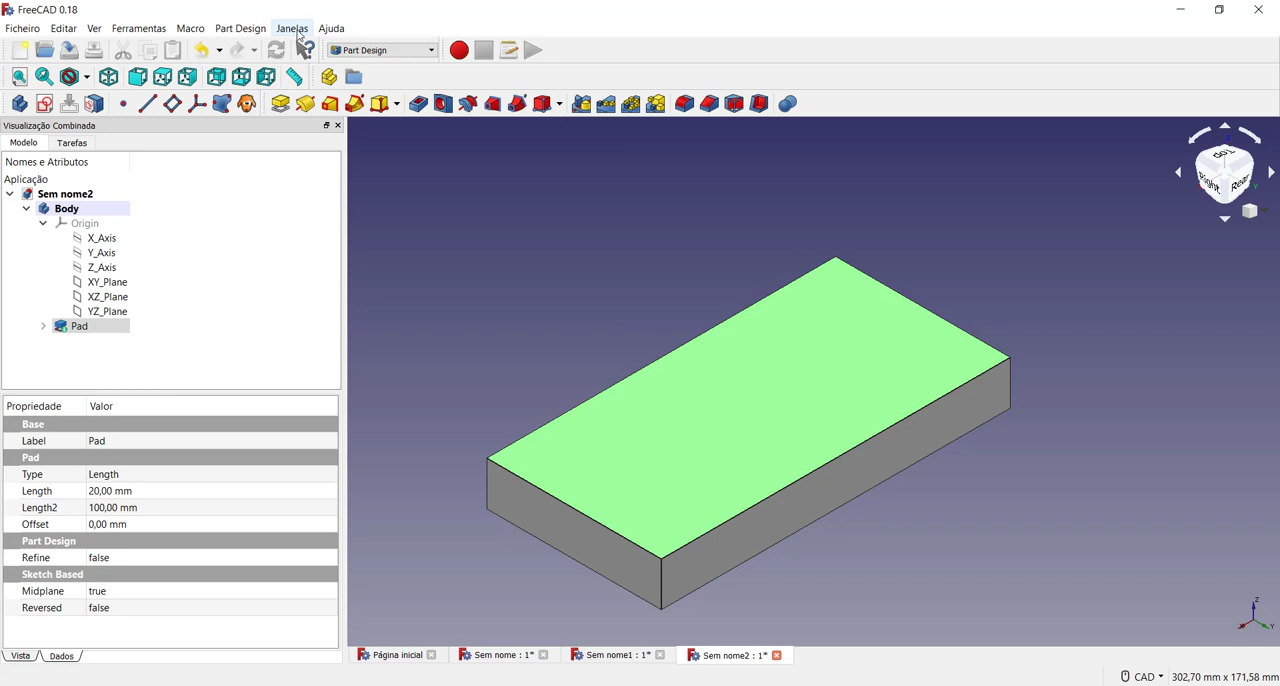 FreeCAD 0.18
Ficheiro Editar Ver Ferramentas Macro Part Design Janelas Ajuda
Part Design
Visualização Combinada
Modelo Tarefas
Nomes e Atributos
Aplicação
Sem nome2
Body
Origin
X_Axis
Y_Axis
Z_Axis
XY_Plane
XZ_Plane
YZ_Plane
Pad
Propriedade Valor
Base
Label Pad
Pad
Type Length
Length 20,00 mm
Length2 100,00 mm
Offset 0,00 mm
Part Design
Refine false
Sketch Based
Midplane true
Reversed false
Vista Dados
Top
Right Rear
Z
Y
Página inicial Sem nome : 1* Sem nome1 : 1* Sem nome2 : 1*
CAD 302,70 mm x 171,58 mm